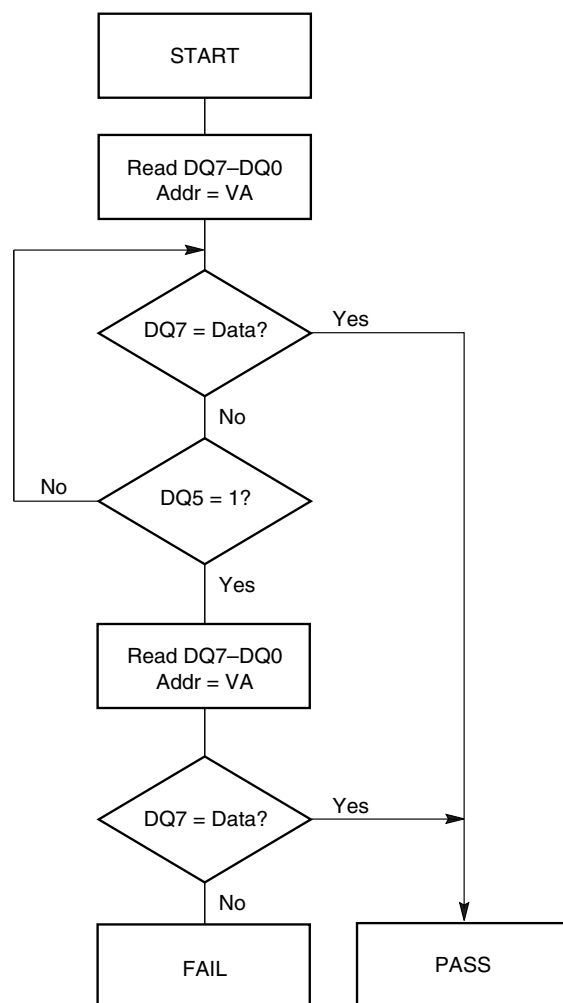 START
Read DQ7–DQ0
Addr = VA
DQ7 = Data?
Yes
No
No
DQ5 = 1?
Yes
Read DQ7–DQ0
Addr = VA
DQ7 = Data?
Yes
No
FAIL
PASS